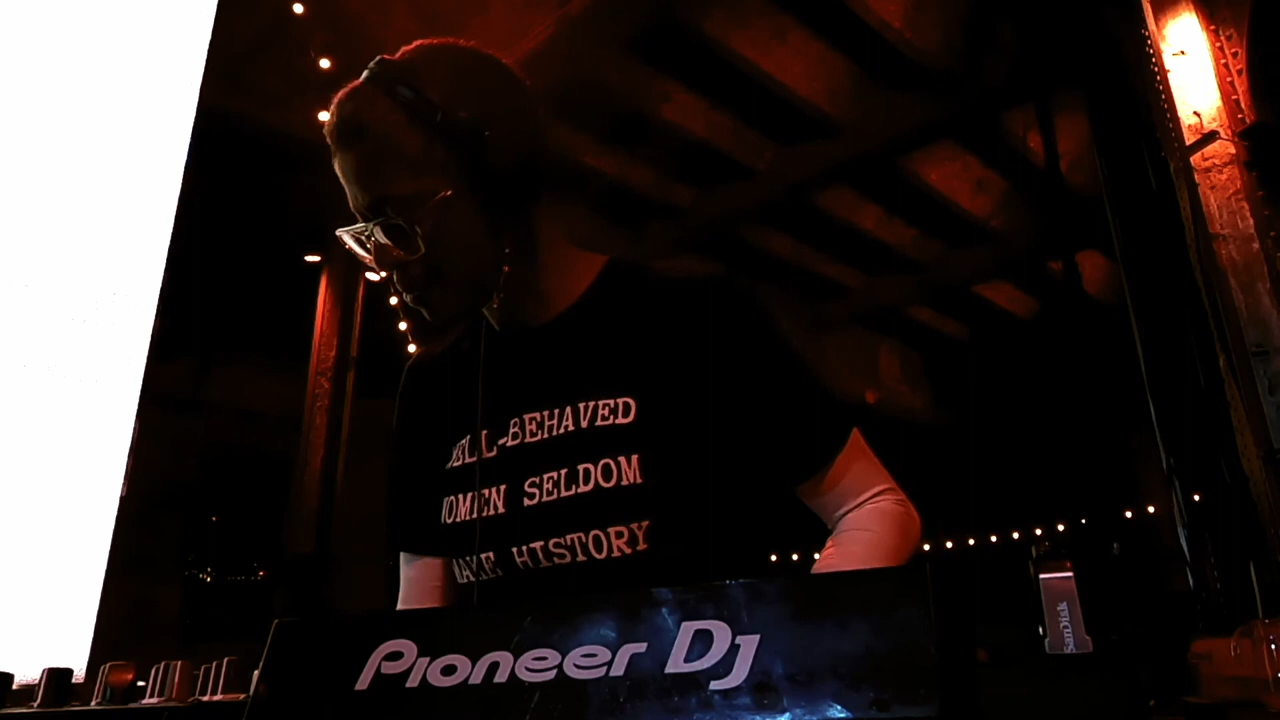 WELL-BEHAVED
WOMEN SELDOM
MAKE HISTORY
Pioneer Dj
SanDisk